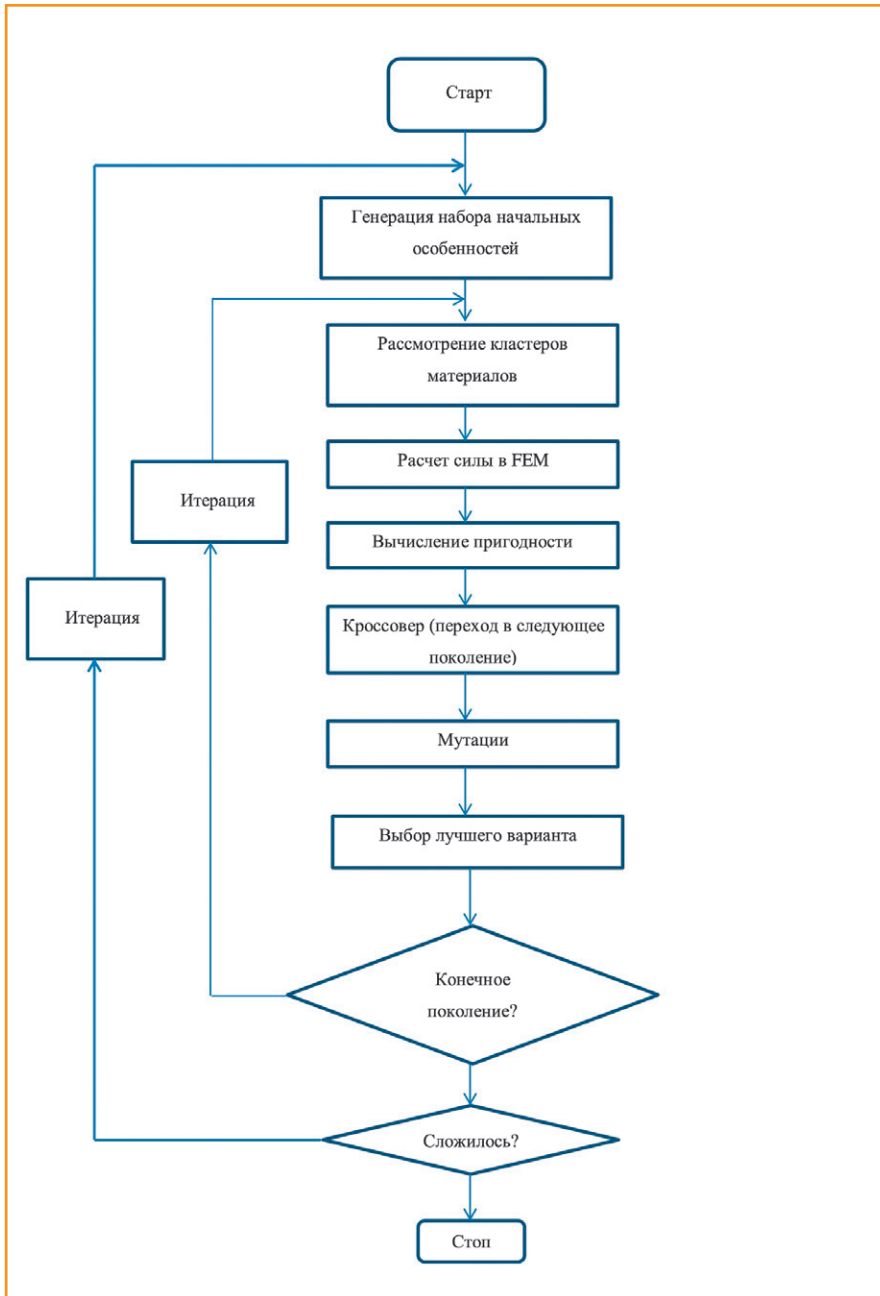 Старт
Генерация набора начальных
особенностей
Рассмотрение кластеров
материалов
Расчет силы в FEM
Итерация
Вычисление пригодности
Итерация
Кроссовер (переход в следующее
поколение)
Мутации
Выбор лучшего варианта
Конечное
поколение?
Сложилось?
Стоп